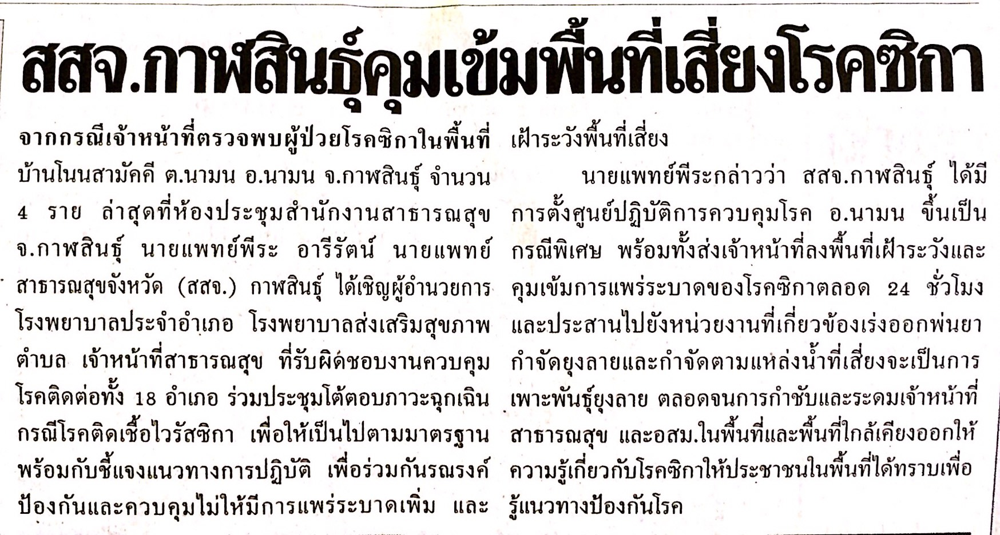 สสจ.กาฬสินธุ์คุมเข้มพื้นที่เสี่ยงโรคซิกา
จากกรณีเจ้าหน้าที่ตรวจพบผู้ป่วยโรคซิกาในพื้นที่
บ้านโนนสามัคคี ต.นามน อ.นามน จ.กาฬสินธุ์ จำนวน
4 ราย ล่าสุดที่ห้องประชุมสำนักงานสาธารณสุข
จ.กาฬสินธุ์ นายแพทย์พีระ อารีรัตน์ นายแพทย์
สาธารณสุขจังหวัด (สสจ.) กาฬสินธุ์ ได้เชิญผู้อำนวยการ
โรงพยาบาลประจำอำเภอ โรงพยาบาลส่งเสริมสุขภาพ
ตำบล เจ้าหน้าที่สาธารณสุข ที่รับผิดชอบงานควบคุม
โรคติดต่อทั้ง 18 อำเภอ ร่วมประชุมโต้ตอบภาวะฉุกเฉิน
กรณีโรคติดเชื้อไวรัสซิกา เพื่อให้เป็นไปตามมาตรฐาน
พร้อมกับชี้แจงแนวทางการปฏิบัติ เพื่อร่วมกันรณรงค์
ป้องกันและควบคุมไม่ให้มีการแพร่ระบาดเพิ่ม และ
เฝ้าระวังพื้นที่เสี่ยง
นายแพทย์พีระกล่าวว่า สสจ.กาฬสินธุ์ ได้มี
การตั้งศูนย์ปฏิบัติการควบคุมโรค อ.นามน ขึ้นเป็น
กรณีพิเศษ พร้อมทั้งส่งเจ้าหน้าที่ลงพื้นที่เฝ้าระวังและ
คุมเข้มการแพร่ระบาดของโรคซิกาตลอด 24 ชั่วโมง
และประสานไปยังหน่วยงานที่เกี่ยวข้องเร่งออกพ่นยา
กำจัดยุงลายและกำจัดตามแหล่งน้ำที่เสี่ยงจะเป็นการ
เพาะพันธุ์ยุงลาย ตลอดจนการกำชับและระดมเจ้าหน้าที่
สาธารณสุข และอสม.ในพื้นที่และพื้นที่ใกล้เคียงออกให้
ความรู้เกี่ยวกับโรคซิกาให้ประชาชนในพื้นที่ได้ทราบเพื่อ
รู้แนวทางป้องกันโรค